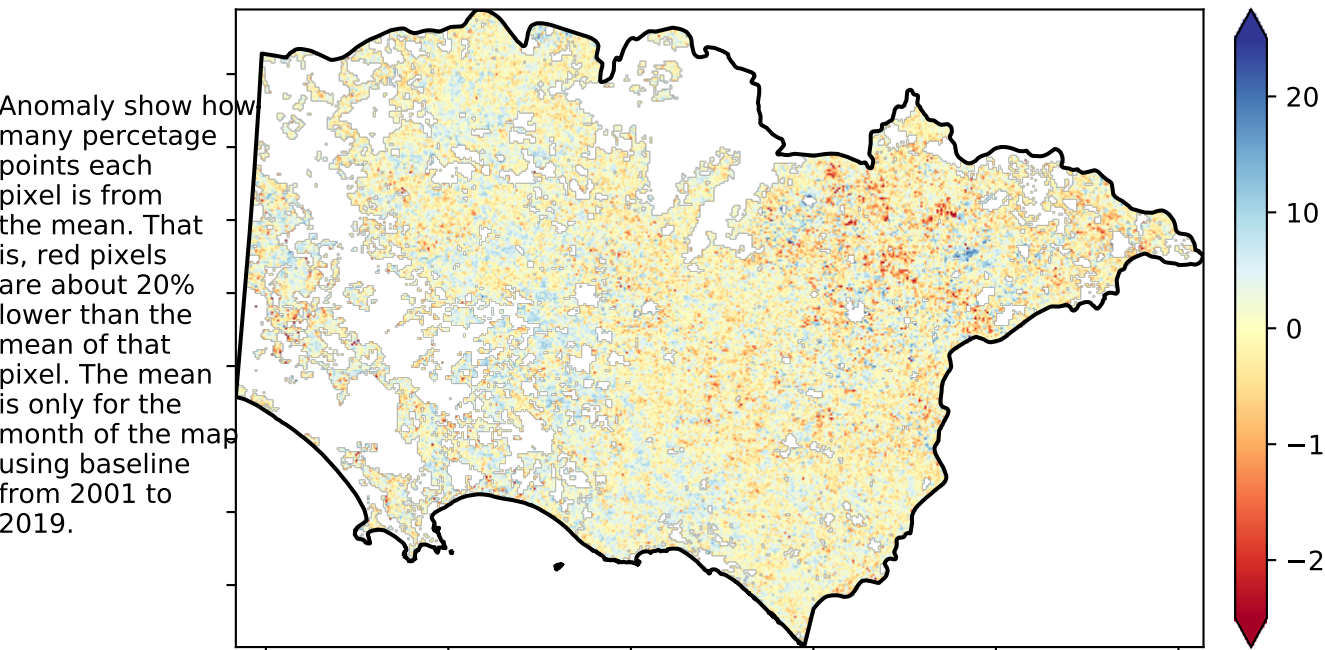 Anomaly show how
many percetage
points each
pixel is from
the mean. That
is, red pixels
are about 20%
lower than the
mean of that
pixel. The mean
is only for the
month of the map
using baseline
from 2001 to
2019.
20
10
0
−1
−2